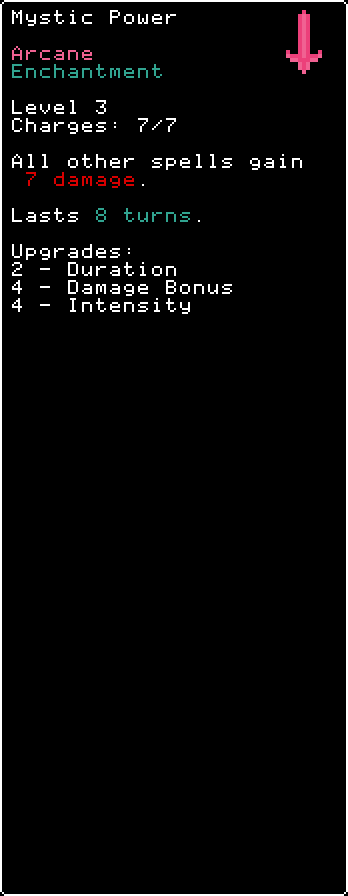 Mystic Power
Arcane
Enchantment
Level 3
Charges: 7/7
All other spells gain
7 damage.
Lasts 8 turns.
Upgrades:
2 - Duration
4 - Damage Bonus
4 - Intensity